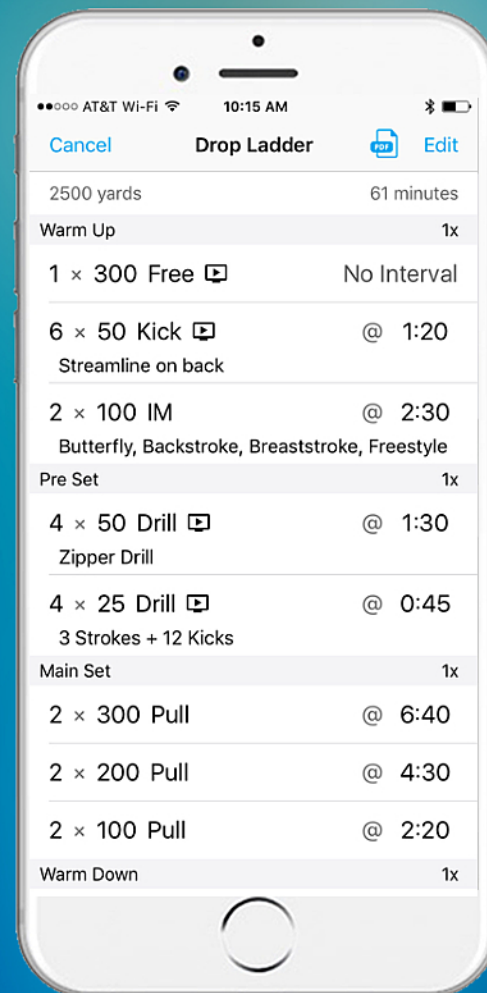 AT&T Wi-Fi 10:15 AM
Cancel Drop Ladder PDF Edit
2500 yards 61 minutes
Warm Up 1x
1 × 300 Free No Interval
6 × 50 Kick @ 1:20
Streamline on back
2 × 100 IM @ 2:30
Butterfly, Backstroke, Breaststroke, Freestyle
Pre Set 1x
4 × 50 Drill @ 1:30
Zipper Drill
4 × 25 Drill @ 0:45
3 Strokes + 12 Kicks
Main Set 1x
2 × 300 Pull @ 6:40
2 × 200 Pull @ 4:30
2 × 100 Pull @ 2:20
Warm Down 1x